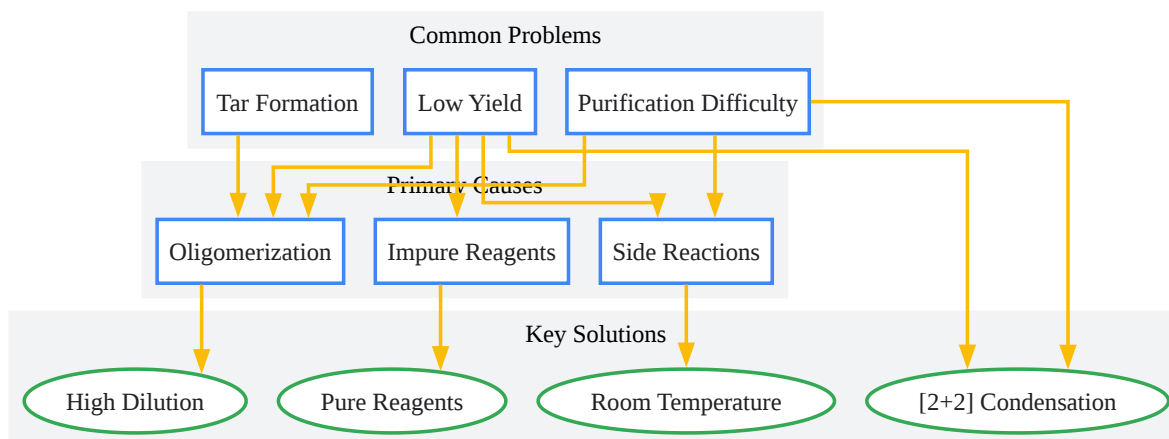 Common Problems
Tar Formation
Low Yield
Purification Difficulty
Primary Causes
Oligomerization
Impure Reagents
Side Reactions
Key Solutions
High Dilution
Pure Reagents
Room Temperature
[2+2] Condensation